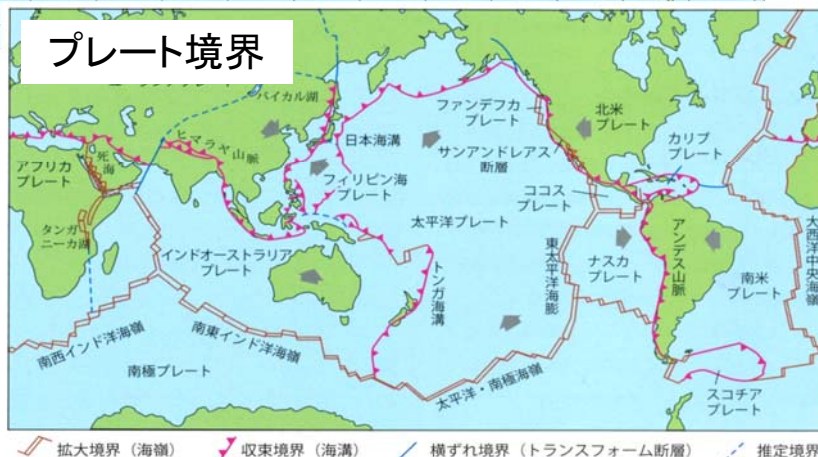 プレート境界
バイカル湖
ヒマラヤ山脈
日本海溝
フィリピン海
プレート
アフリカ
プレート
死海
タンガ
ニーカ湖
インドオーストラリア
プレート
南西インド洋海嶺
南東インド洋海嶺
南極プレート
太平洋プレート
トンガ海溝
太平洋・南極海嶺
東太平洋海膨
ファンデフカ
プレート
サンアンドレアス
断層
北米
プレート
カリブ
プレート
ココス
プレート
ナスカ
プレート
アンデス山脈
南米
プレート
大西洋中央海嶺
スコチア
プレート
拡大境界（海嶺）
収束境界（海溝）
横ずれ境界（トランスフォーム断層）
推定境界